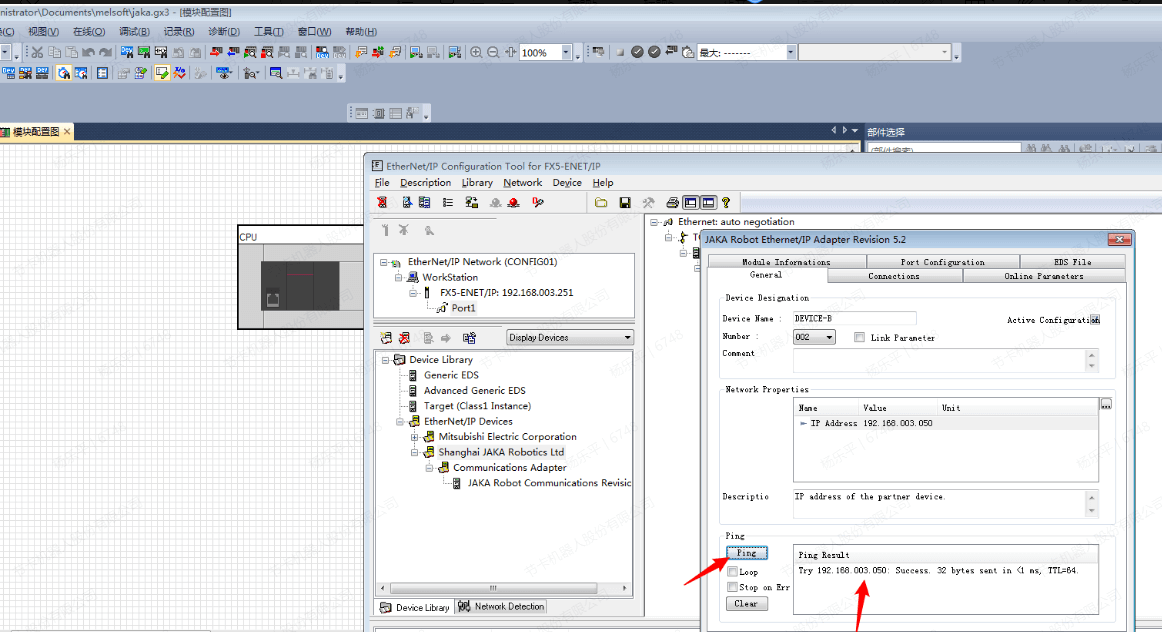 nistrator\Documents\melsoft\jaka.gx3 - [模块配置图]
(C) 视图(V) 在线(O) 调试(B) 记录(R) 诊断(D) 工具(T) 窗口(W) 帮助(H)
100% 最大: -------
模块配置图
部件选择
(部件搜索)
CPU
EtherNet/IP Configuration Tool for FX5-ENET/IP
File Description Library Network Device Help
EtherNet/IP Network (CONFIG01)
WorkStation
FX5-ENET/IP: 192.168.003.251
Port1
Display Devices
Device Library
Generic EDS
Advanced Generic EDS
Target (Class1 Instance)
EtherNet/IP Devices
Mitsubishi Electric Corporation
Shanghai JAKA Robotics Ltd
Communications Adapter
JAKA Robot Communications Revisic
Device Library Network Detection
Ethernet: auto negotiation
JAKA Robot Ethernet/IP Adapter Revision 5.2
Module Informations Port Configuration EDS File
General Connections Online Parameters
Device Designation
Device Name : DEVICE-B
Active Configurati
Number : 002 Link Parameter
Comment
Network Properties
Name Value Unit
IP Address 192.168.003.050
Descriptio IP address of the partner device.
Ping
Ping Ping Result
Loop Try 192.168.003.050: Success. 32 bytes sent in <1 ms, TTL=64.
Stop on Err
Clear